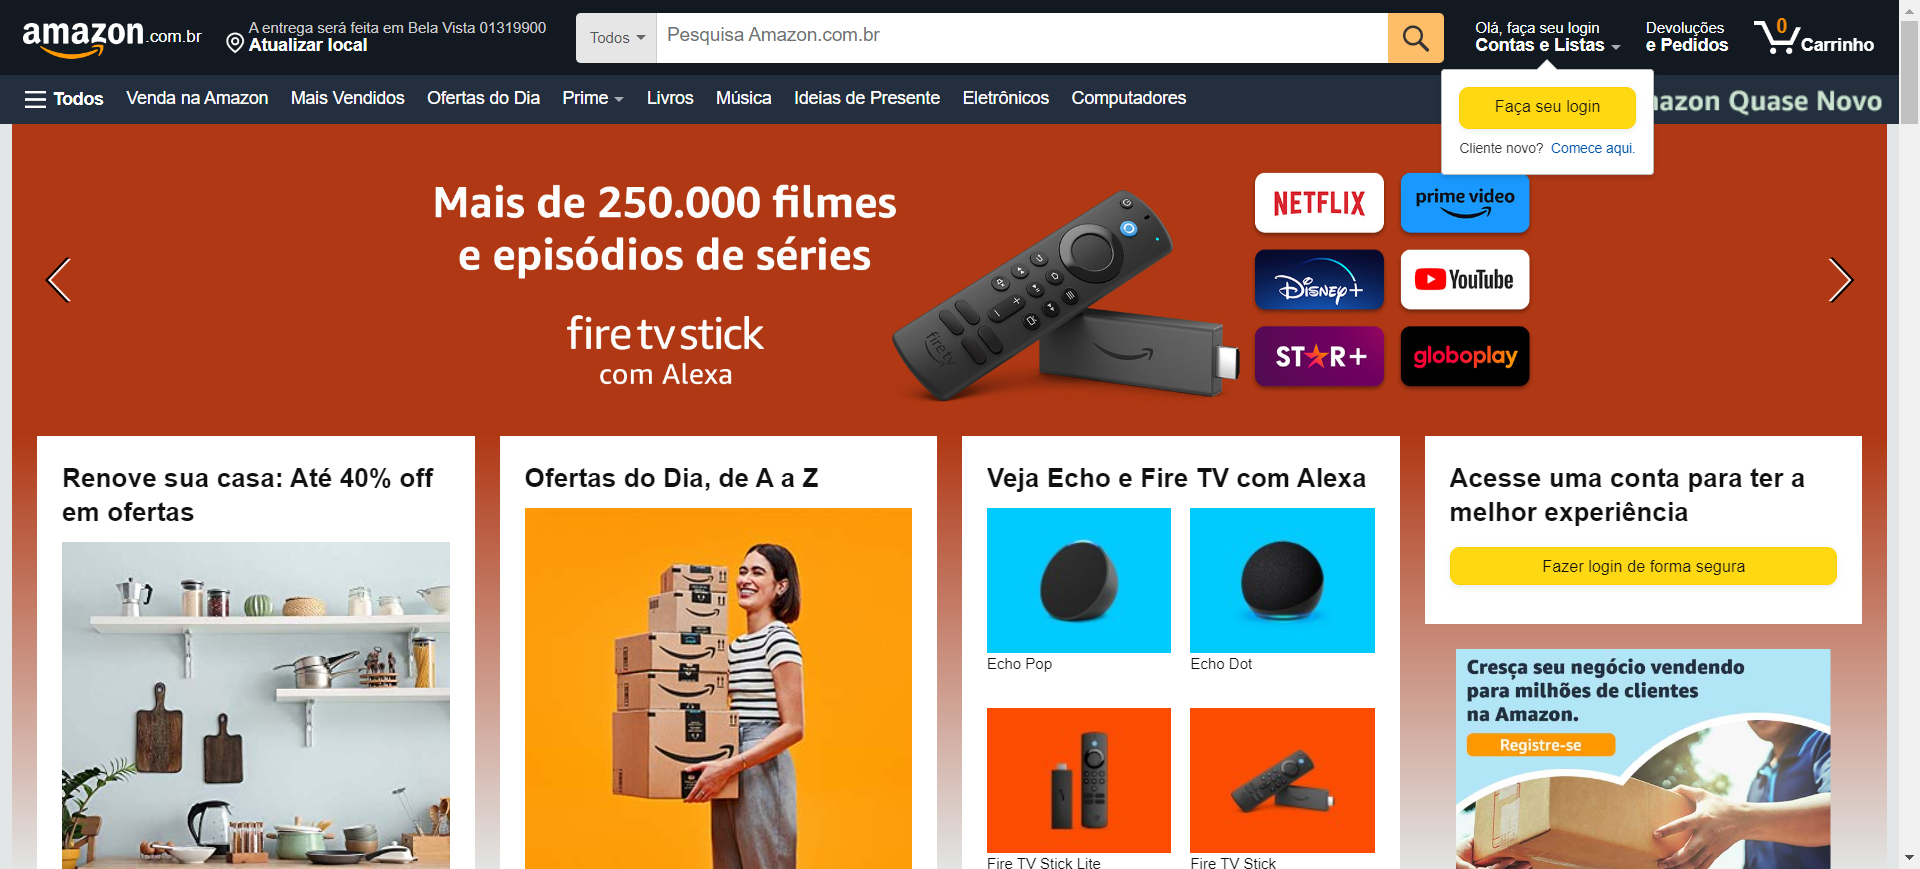 amazon.com.br
A entrega será feita em Bela Vista 01319900
Atualizar local
Todos
Pesquisa Amazon.com.br
Olá, faça seu login
Contas e Listas
Devoluções
e Pedidos
0
Carrinho
Todos
Venda na Amazon
Mais Vendidos
Ofertas do Dia
Prime
Livros
Música
Ideias de Presente
Eletrônicos
Computadores
azon Quase Novo
Faça seu login
Cliente novo? Comece aqui.
Mais de 250.000 filmes
e episódios de séries
fire tv stick
com Alexa
fire tv
NETFLIX
prime video
Disney+
YouTube
STAR+
globoplay
Renove sua casa: Até 40% off
em ofertas
Ofertas do Dia, de A a Z
Veja Echo e Fire TV com Alexa
Echo Pop
Echo Dot
Fire TV Stick Lite
Fire TV Stick
Acesse uma conta para ter a
melhor experiência
Fazer login de forma segura
Cresça seu negócio vendendo
para milhões de clientes
na Amazon.
Registre-se